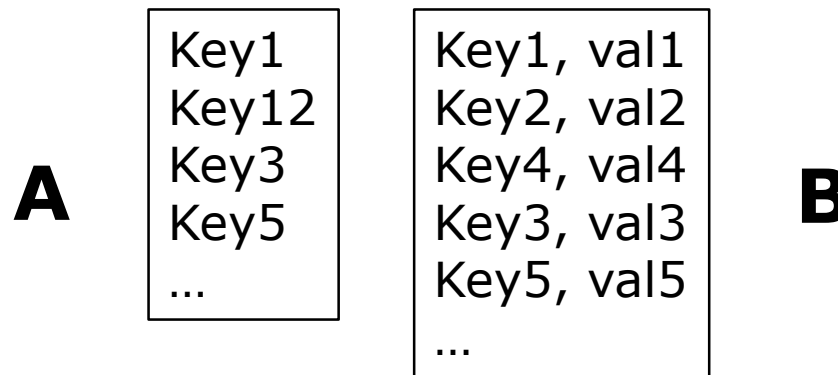 A
Key1
Key12
Key3
Key5
...
Key1, val1
Key2, val2
Key4, val4
Key3, val3
Key5, val5
...
B